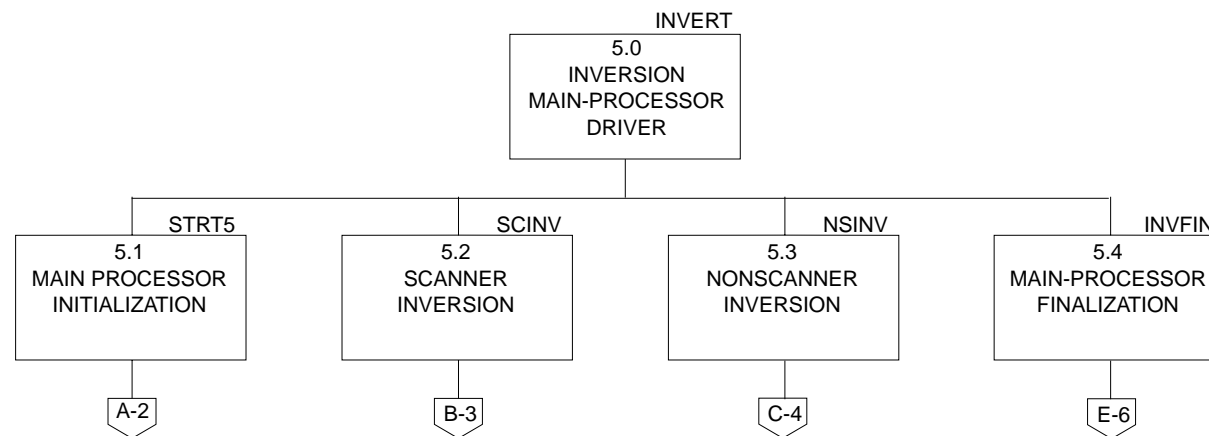 INVERT
5.0
INVERSION
MAIN-PROCESSOR
DRIVER
STRT5
5.1
MAIN PROCESSOR
INITIALIZATION
A-2
SCINV
5.2
SCANNER
INVERSION
B-3
NSINV
5.3
NONSCANNER
INVERSION
C-4
INVFIN
5.4
MAIN-PROCESSOR
FINALIZATION
E-6